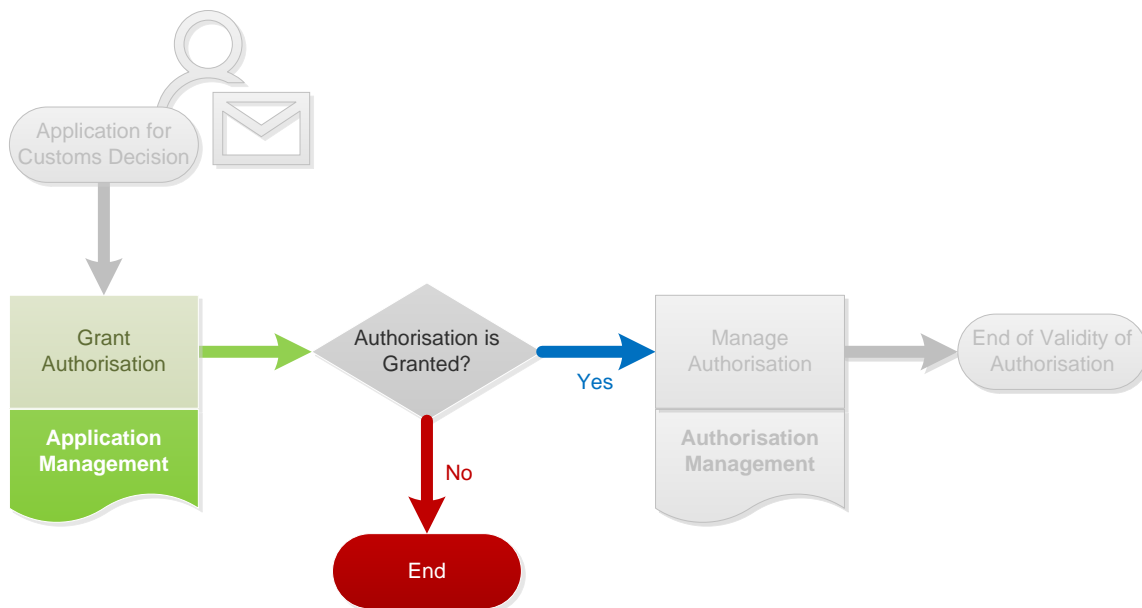 Application for
Customs Decision
Grant
Authorisation
Application
Management
Authorisation is
Granted?
Yes
No
End
Manage
Authorisation
Authorisation
Management
End of Validity of
Authorisation